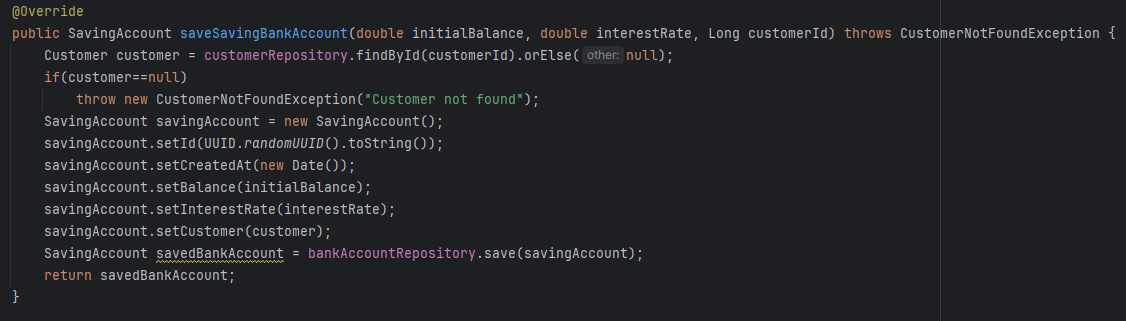 @Override
public SavingAccount saveSavingBankAccount(double initialBalance, double interestRate, Long customerId) throws CustomerNotFoundException {
    Customer customer = customerRepository.findById(customerId).orElse( other: null);
    if(customer==null)
        throw new CustomerNotFoundException("Customer not found");
    SavingAccount savingAccount = new SavingAccount();
    savingAccount.setId(UUID.randomUUID().toString());
    savingAccount.setCreatedAt(new Date());
    savingAccount.setBalance(initialBalance);
    savingAccount.setInterestRate(interestRate);
    savingAccount.setCustomer(customer);
    SavingAccount savedBankAccount = bankAccountRepository.save(savingAccount);
    return savedBankAccount;
}